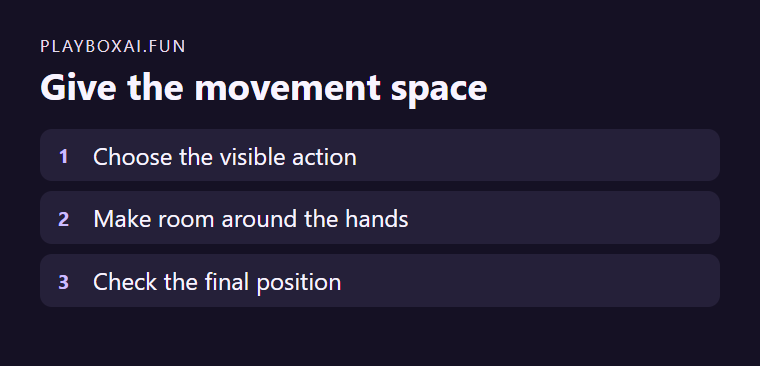 PLAYBOXAI.FUN
Give the movement space
1 Choose the visible action
2 Make room around the hands
3 Check the final position